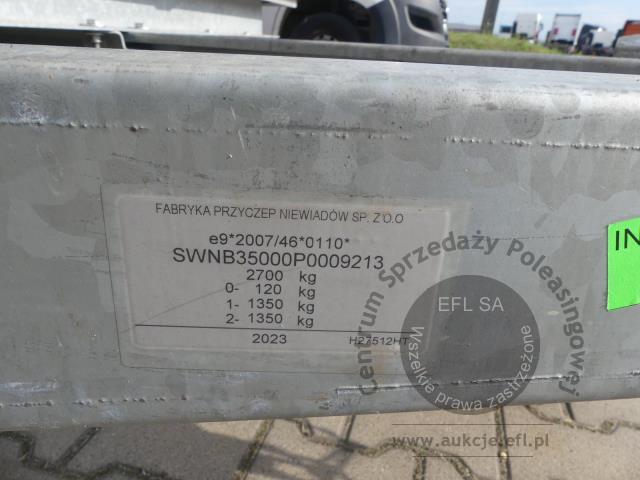 FABRYKA PRZYCZEP NIEWIADÓW SP. Z O.O
e9*2007/46*0110*
SWNB35000P0009213
2700 kg
0- 120 kg
1- 1350 kg
2- 1350 kg
2023 H27512HT
IN
Centrum Sprzedaży Poleasingowej
EFL SA
Wszelkie prawa zastrzeżone
www.aukcje.efl.pl